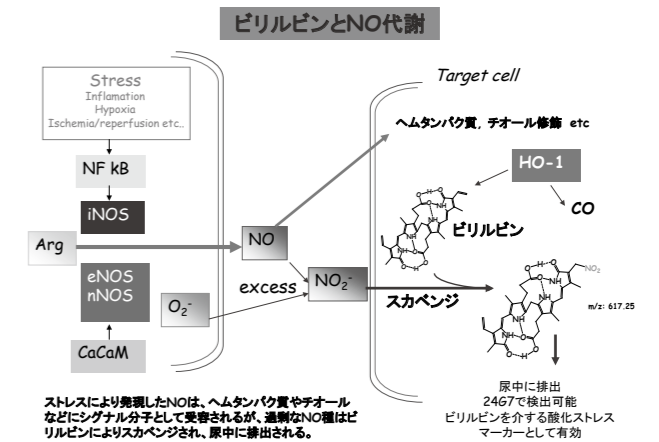 ビリルビンとNO代謝
Stress
Inflamation
Hypoxia
Ischemia/reperfusion etc..
NF kB
iNOS
Arg
eNOS
nNOS
CaCaM
O₂⁻
NO
excess
NO₂⁻
Target cell
ヘムタンパク質, チオール修飾 etc
HO-1
CO
ビリルビン
スカベンジ
NO₂
m/z: 617.25
尿中に排出
24G7で検出可能
ビリルビンを介する酸化ストレス
マーカーとして有効
ストレスにより発現したNOは、ヘムタンパク質やチオール
などにシグナル分子として受容されるが、過剰なNO種はビ
リルビンによりスカベンジされ、尿中に排出される。